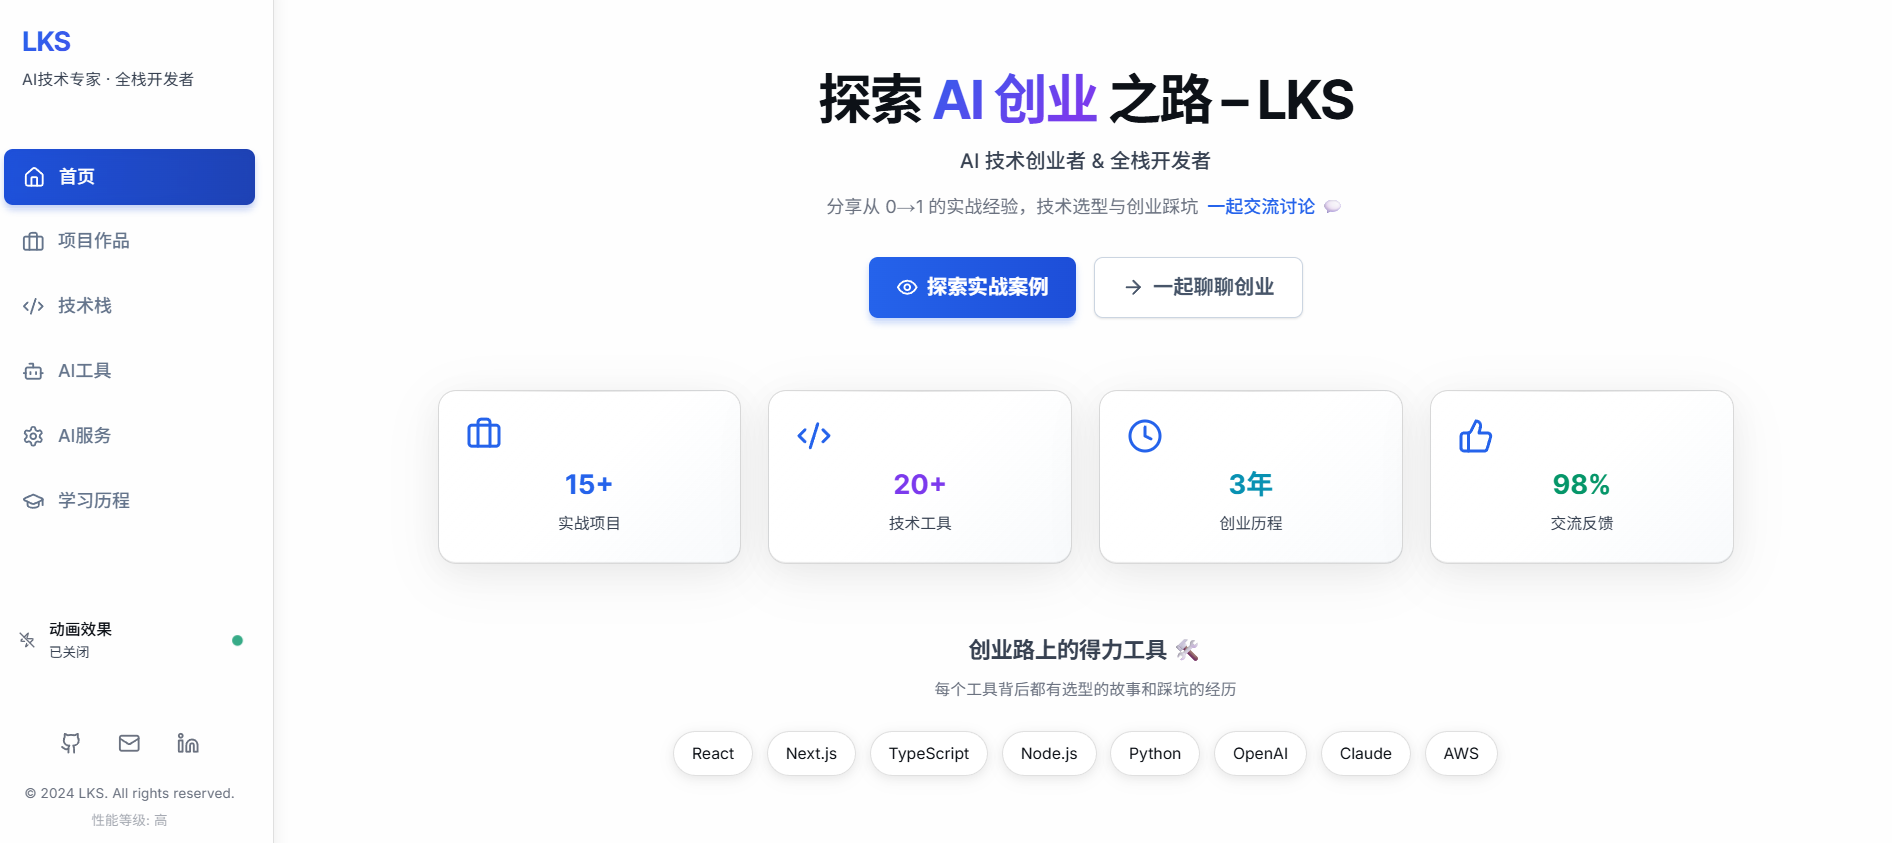 LKS
AI技术专家 · 全栈开发者
首页
项目作品
技术栈
AI工具
AI服务
学习历程
动画效果
已关闭
© 2024 LKS. All rights reserved.
性能等级: 高
探索 AI 创业 之路 – LKS
AI 技术创业者 & 全栈开发者
分享从 0→1 的实战经验，技术选型与创业踩坑 一起交流讨论 💬
探索实战案例
一起聊聊创业
15+
实战项目
20+
技术工具
3年
创业历程
98%
交流反馈
创业路上的得力工具 🛠️
每个工具背后都有选型的故事和踩坑的经历
React
Next.js
TypeScript
Node.js
Python
OpenAI
Claude
AWS